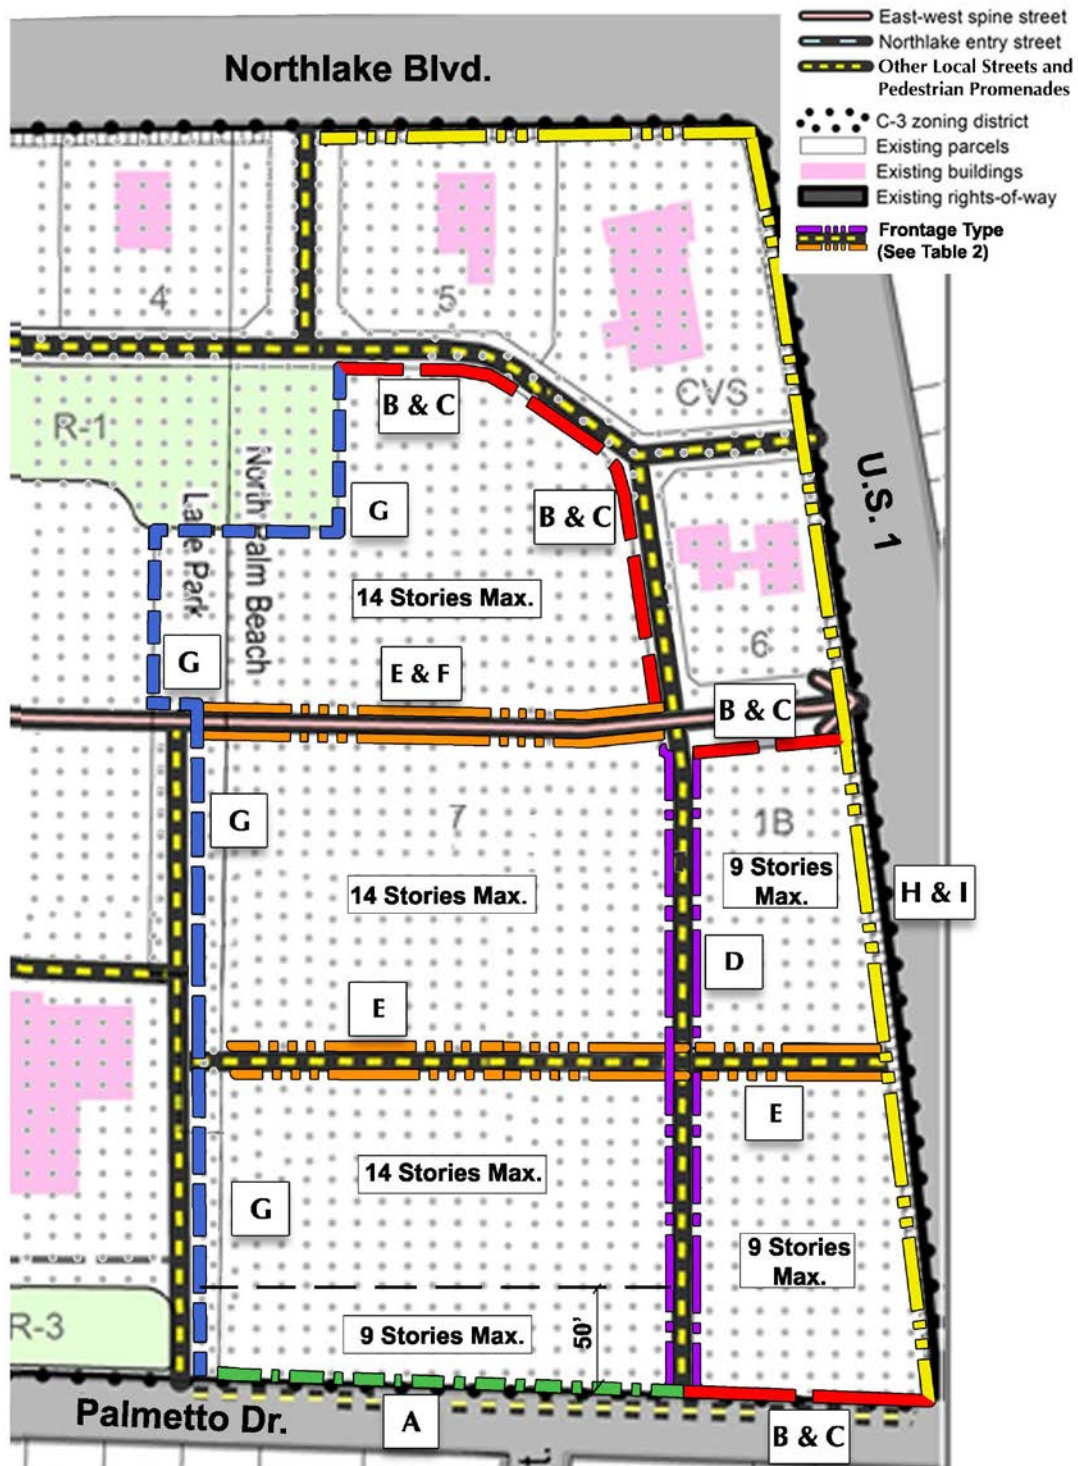 East-west spine street
Northlake entry street
Other Local Streets and
Pedestrian Promenades
C-3 zoning district
Existing parcels
Existing buildings
Existing rights-of-way
Frontage Type
(See Table 2)
Northlake Blvd.
4
5
CVS
B & C
R-1
North Palm Beach
Lake Park
G
B & C
U.S. 1
14 Stories Max.
6
G
E & F
B & C
G
7
1B
9 Stories
Max.
14 Stories Max.
H & I
D
E
E
14 Stories Max.
G
9 Stories
Max.
R-3
9 Stories Max.
50'
Palmetto Dr.
A
B & C
t.